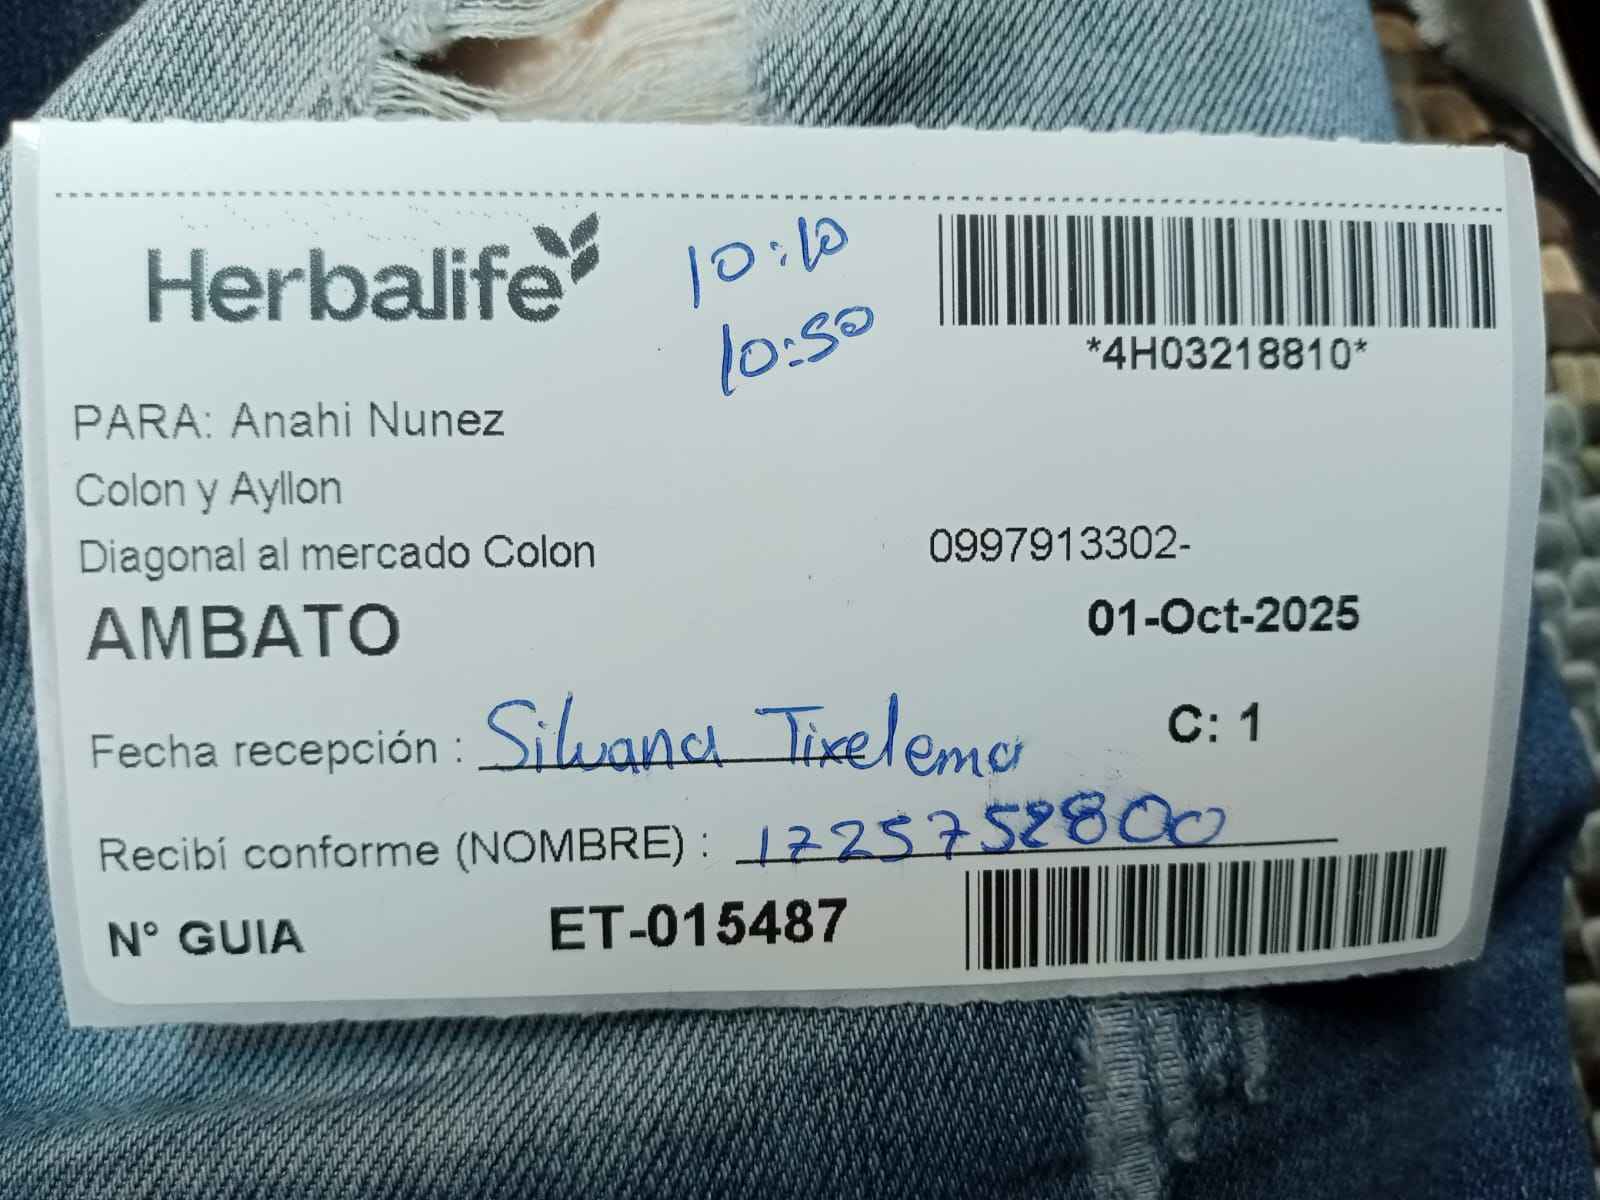 Herbalife
10:10
10:50
*4H03218810*
PARA: Anahi Nunez
Colon y Ayllon
Diagonal al mercado Colon
0997913302-
AMBATO
01-Oct-2025
Fecha recepción : Silvana Tixelema
C: 1
Recibí conforme (NOMBRE) : 1725752800
N° GUIA ET-015487